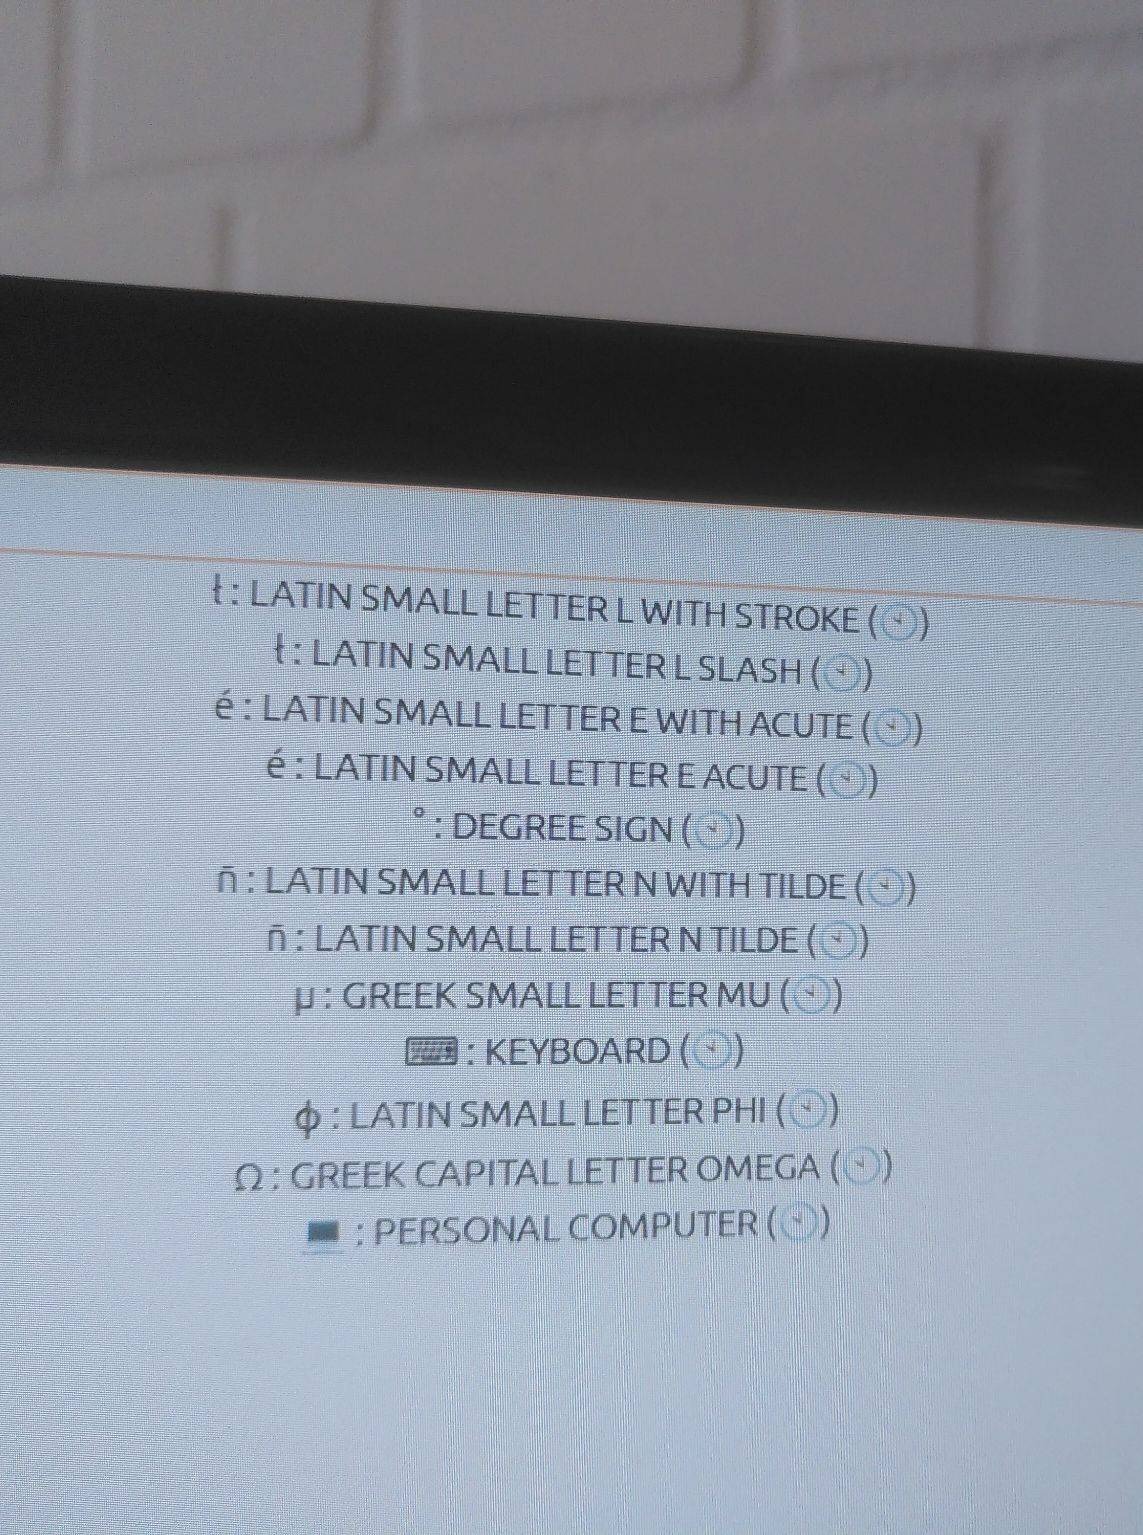 ł : LATIN SMALL LETTER L WITH STROKE (🕙)
ł : LATIN SMALL LETTER L SLASH (🕙)
é : LATIN SMALL LETTER E WITH ACUTE (🕙)
é : LATIN SMALL LETTER E ACUTE (🕙)
° : DEGREE SIGN (🕙)
ñ : LATIN SMALL LETTER N WITH TILDE (🕙)
ñ : LATIN SMALL LETTER N TILDE (🕙)
μ : GREEK SMALL LETTER MU (🕙)
⌨ : KEYBOARD (🕙)
ɸ : LATIN SMALL LETTER PHI (🕙)
Ω : GREEK CAPITAL LETTER OMEGA (🕙)
💻 : PERSONAL COMPUTER (🕙)